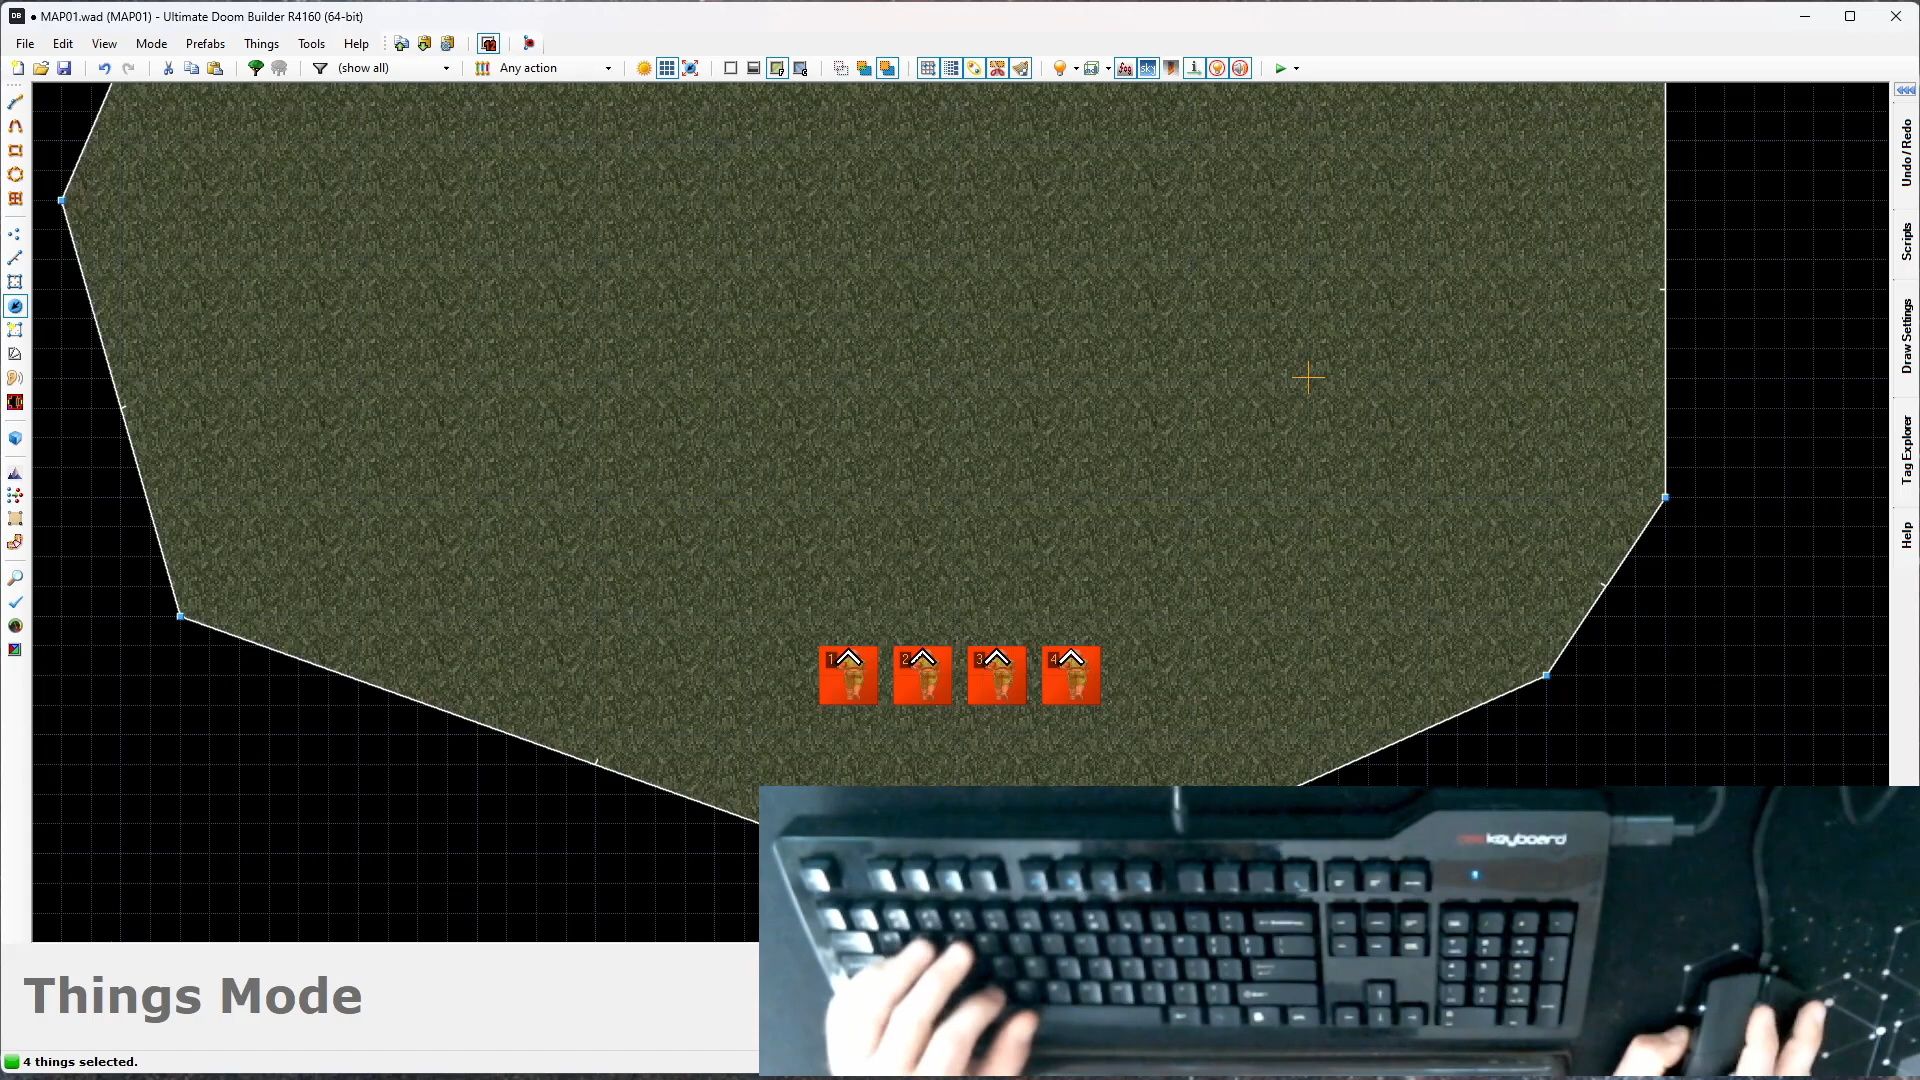 MAP01.wad (MAP01) - Ultimate Doom Builder R4160 (64-bit)
File Edit View Mode Prefabs Things Tools Help
(show all) Any action
Undo / Redo
Scripts
Draw Settings
Tag Explorer
Help
1 2 3 4
keyboard
Things Mode
4 things selected.